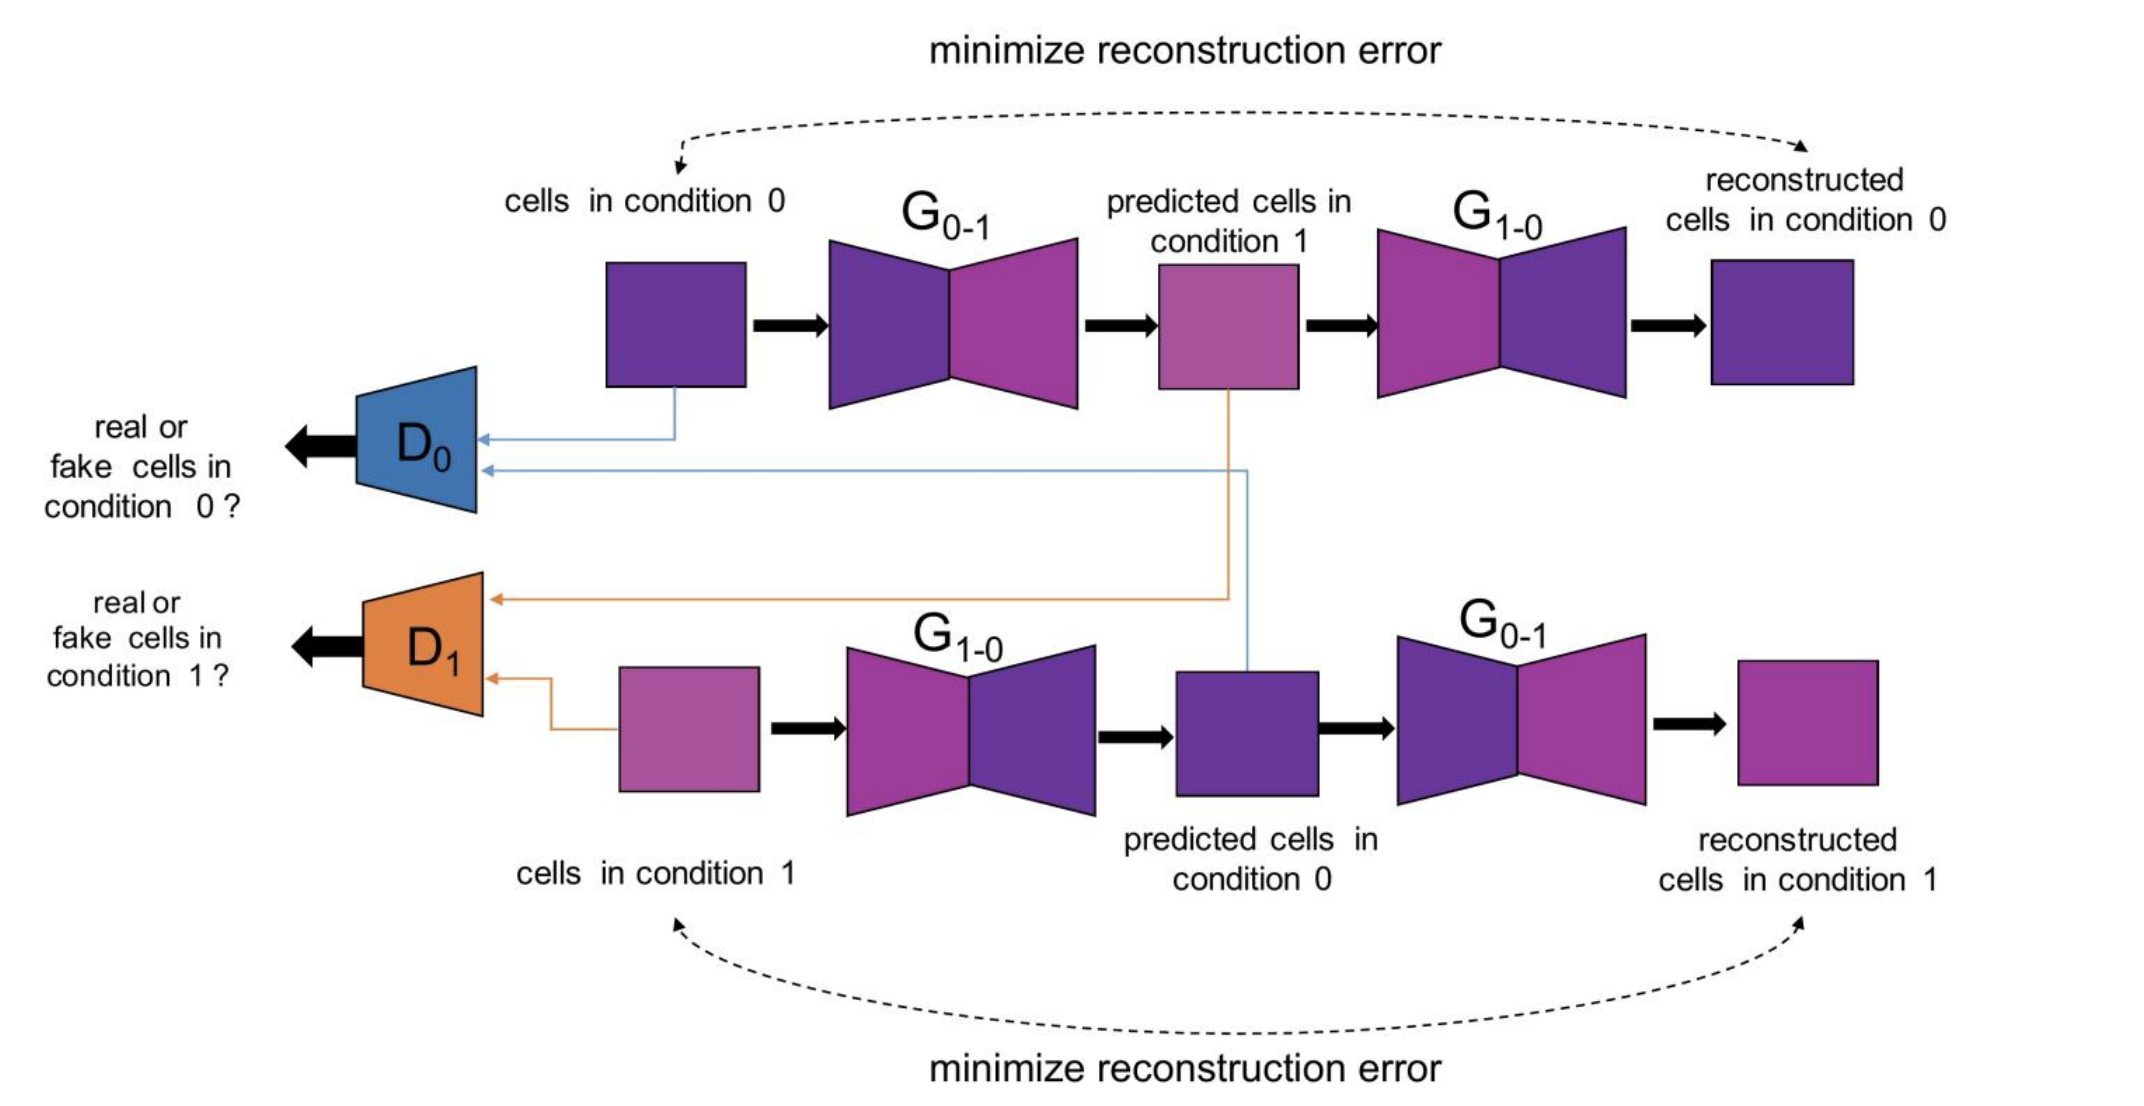 minimize reconstruction error
cells in condition 0
G0-1
predicted cells in
condition 1
G1-0
reconstructed
cells in condition 0
real or
fake cells in
condition 0 ?
D0
real or
fake cells in
condition 1 ?
D1
G1-0
G0-1
cells in condition 1
predicted cells in
condition 0
reconstructed
cells in condition 1
minimize reconstruction error